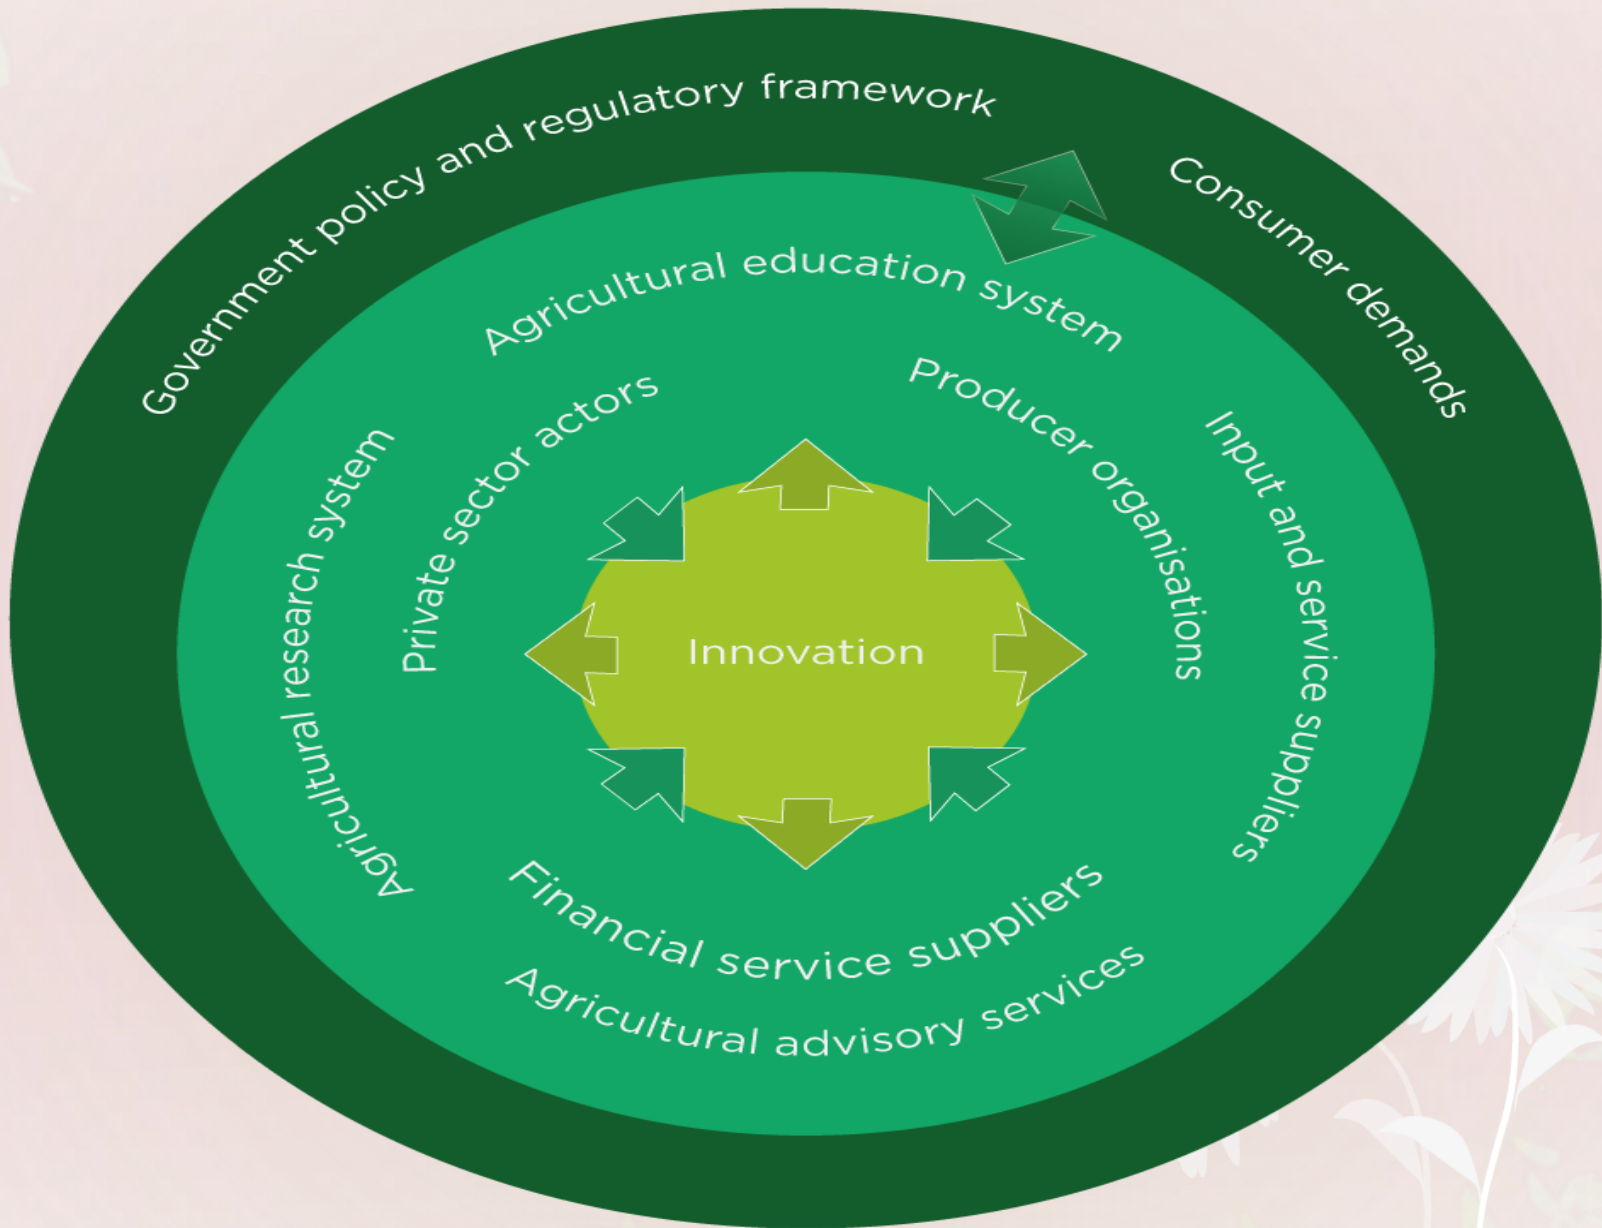 Government policy and regulatory framework
Consumer demands
Agricultural education system
Private sector actors
Producer organisations
Agricultural research system
Input and service suppliers
Innovation
Financial service suppliers
Agricultural advisory services